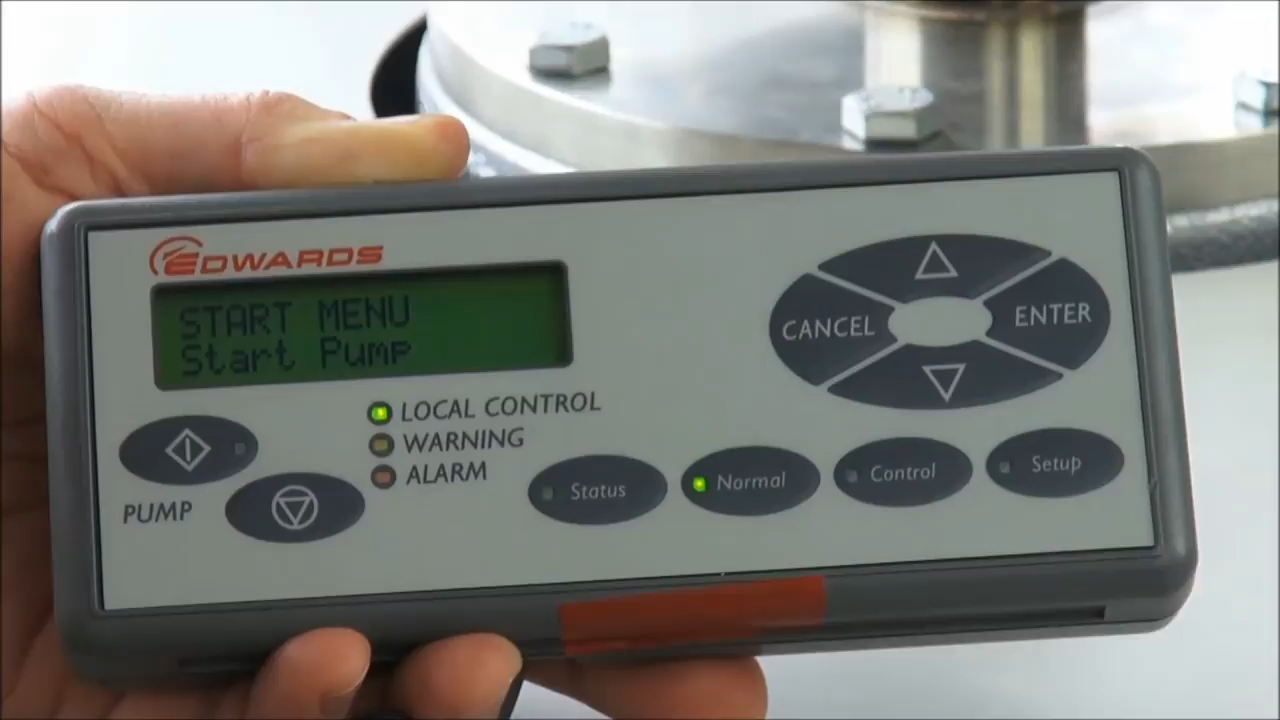 EDWARDS
START MENU
Start Pump
LOCAL CONTROL
WARNING
ALARM
PUMP
CANCEL
ENTER
Status
Normal
Control
Setup